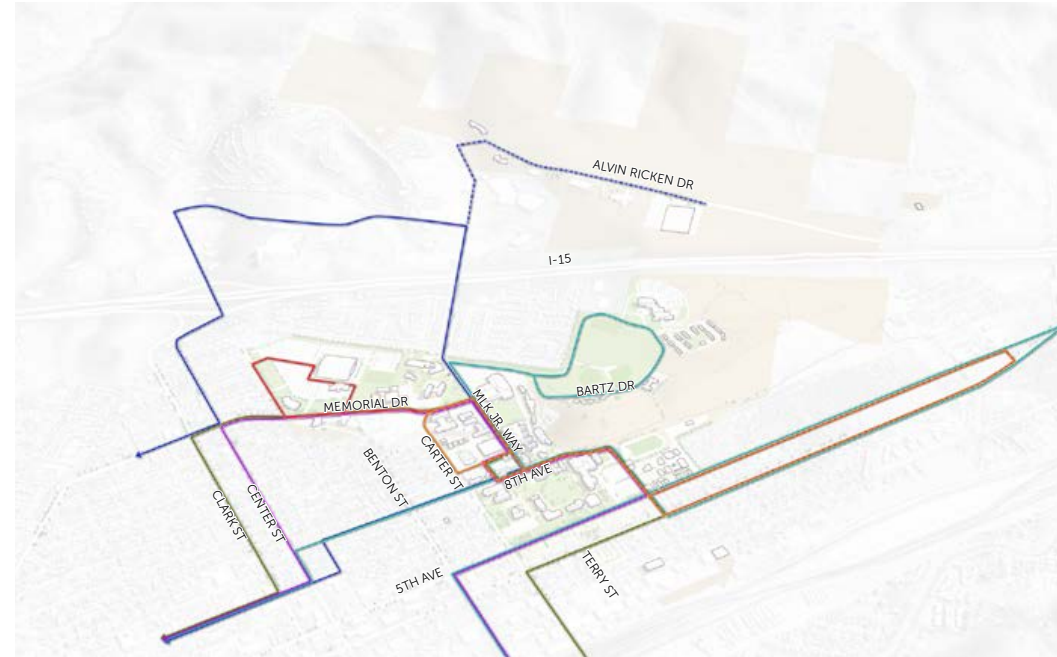 ALVIN RICKEN DR
I-15
BARTZ DR
MEMORIAL DR
MLK JR. WAY
CARTER ST
BENTON ST
8TH AVE
CLARK ST
CENTER ST
5TH AVE
TERRY ST